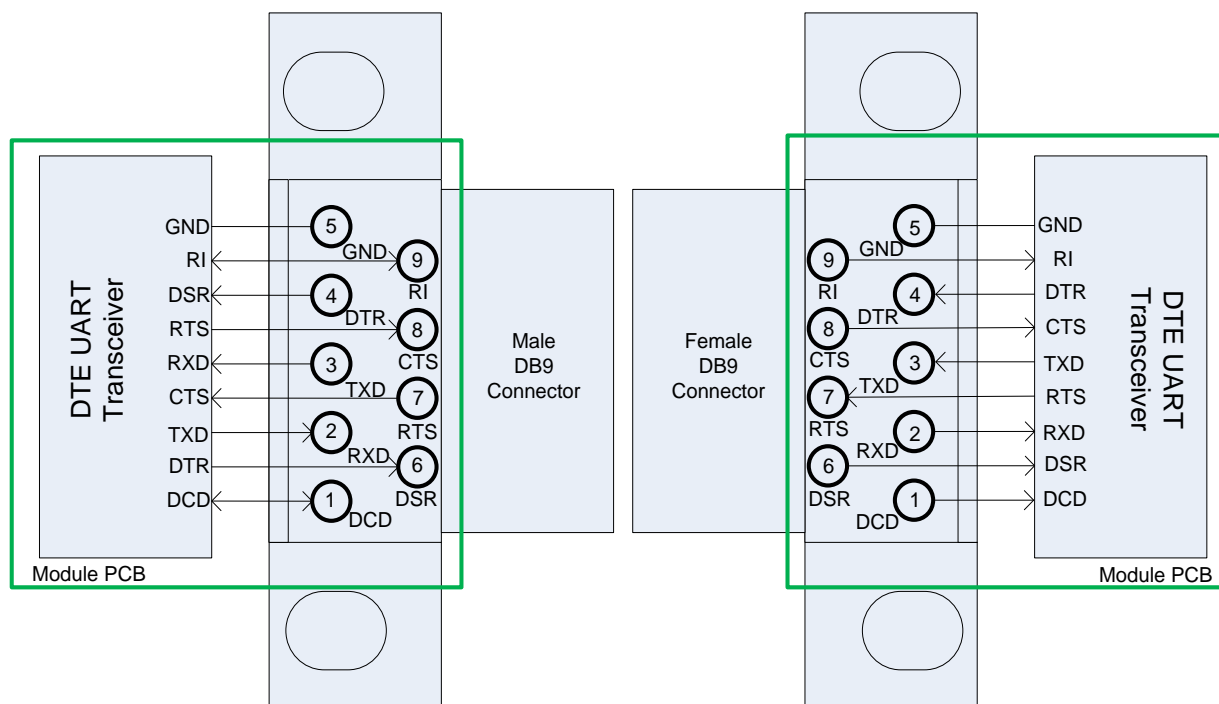 DTE UART
Transceiver
GND
RI
DSR
RTS
RXD
CTS
TXD
DTR
DCD
5
GND
9
RI
4
DTR
8
CTS
3
TXD
7
RTS
2
RXD
6
DSR
1
DCD
Male
DB9
Connector
Module PCB
Female
DB9
Connector
5
GND
9
RI
4
DTR
8
CTS
3
TXD
7
RTS
2
RXD
6
DSR
1
DCD
GND
RI
DTR
CTS
TXD
RTS
RXD
DSR
DCD
DTE UART
Transceiver
Module PCB